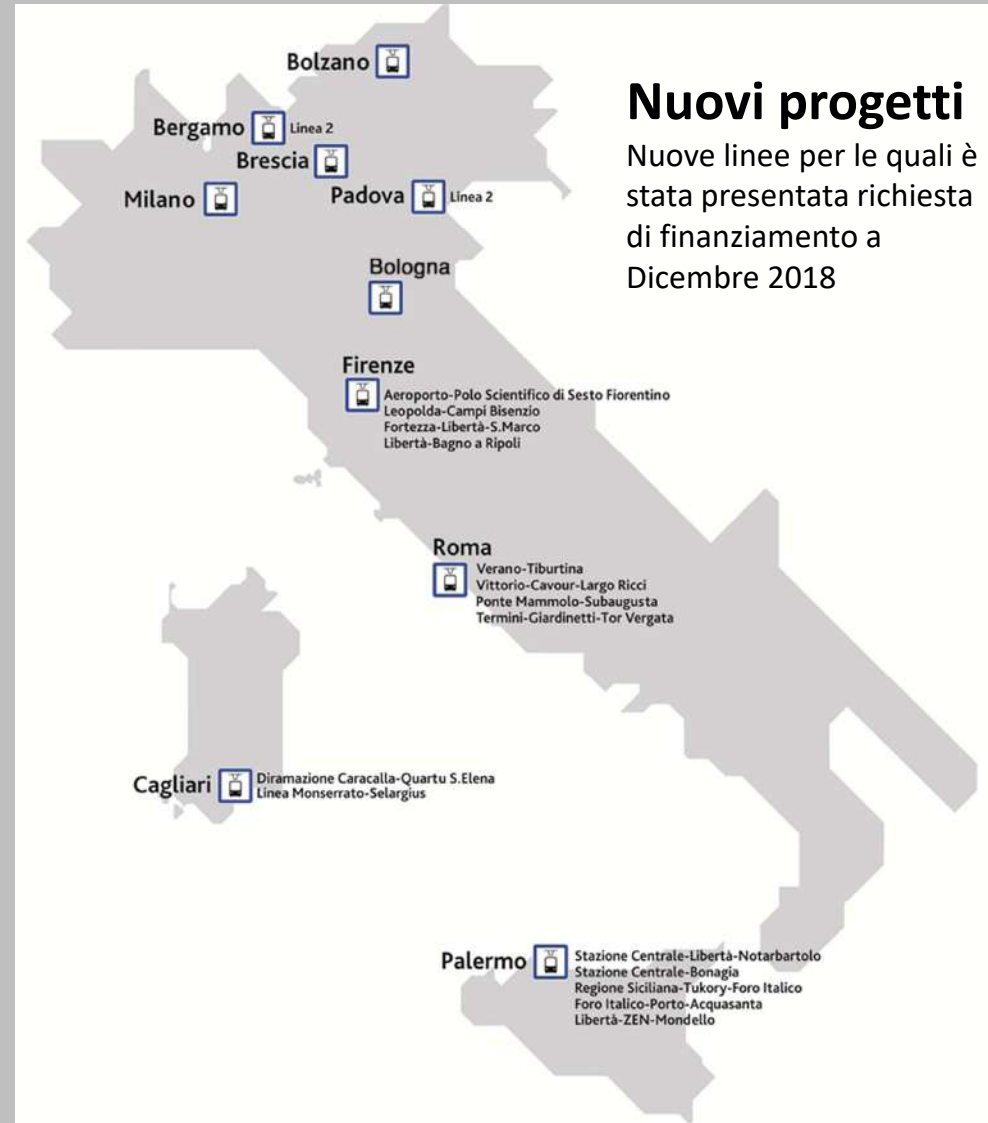 Nuovi progetti
Nuove linee per le quali è
stata presentata richiesta
di finanziamento a
Dicembre 2018
Bolzano
Bergamo
Linea 2
Brescia
Milano
Padova
Linea 2
Bologna
Firenze
Aeroporto-Polo Scientifico di Sesto Fiorentino
Leopolda-Campi Bisenzio
Fortezza-Libertà-S.Marco
Libertà-Bagno a Ripoli
Roma
Verano-Tiburtina
Vittorio-Cavour-Largo Ricci
Ponte Mammolo-Subaugusta
Termini-Giardinetti-Tor Vergata
Cagliari
Diramazione Caracalla-Quartu S.Elena
Linea Monserrato-Selargius
Palermo
Stazione Centrale-Libertà-Notarbartolo
Stazione Centrale-Bonagia
Regione Siciliana-Tukory-Foro Italico
Foro Italico-Porto-Acquasanta
Libertà-ZEN-Mondello